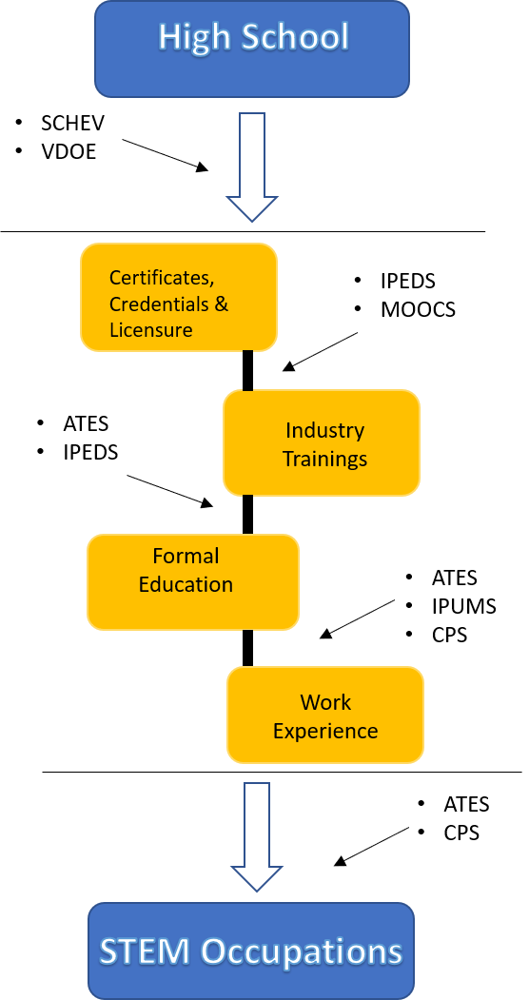 High School
• SCHEV
• VDOE
Certificates,
Credentials &
Licensure
• IPEDS
• MOOCS
Industry
Trainings
• ATES
• IPEDS
Formal
Education
• ATES
• IPUMS
• CPS
Work
Experience
• ATES
• CPS
STEM Occupations